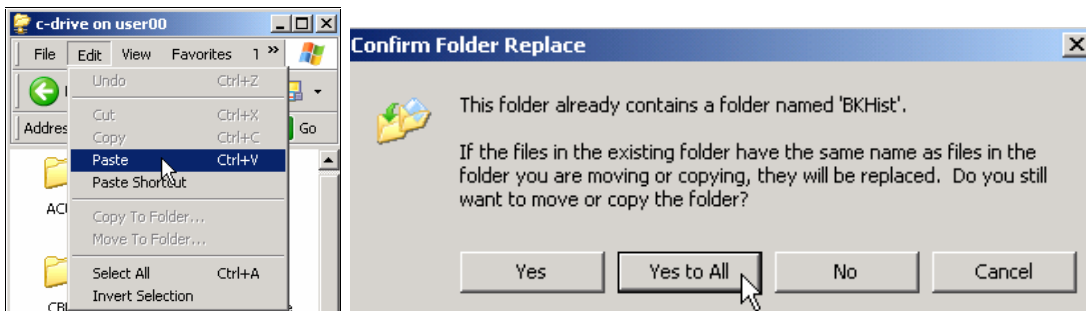 c-drive on user00
File Edit View Favorites »
Undo Ctrl+Z
Cut Ctrl+X
Copy Ctrl+C
Go
Paste Ctrl+V
Paste Shortcut
Copy To Folder...
Move To Folder...
Select All Ctrl+A
Invert Selection
Confirm Folder Replace
This folder already contains a folder named 'BKHist'.
If the files in the existing folder have the same name as files in the
folder you are moving or copying, they will be replaced. Do you still
want to move or copy the folder?
Yes Yes to All No Cancel